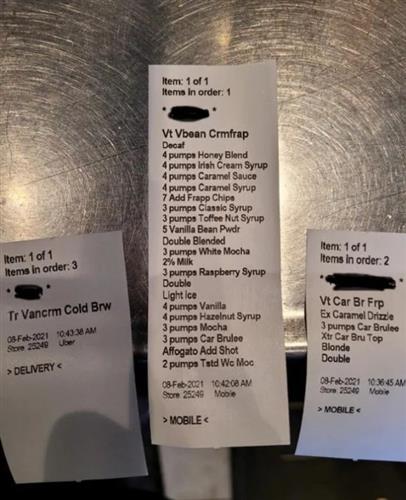 Item: 1 of 1
Items in order: 3
* *
Tr Vancrm Cold Brw
08-Feb-2021 10:43:38 AM
Store: 25249 Uber
> DELIVERY <
Item: 1 of 1
Items in order: 1
* *
Vt Vbean Crmfrap
Decaf
4 pumps Honey Blend
4 pumps Irish Cream Syrup
4 pumps Caramel Sauce
4 pumps Caramel Syrup
7 Add Frapp Chips
3 pumps Classic Syrup
3 pumps Toffee Nut Syrup
5 Vanilla Bean Pwdr
Double Blended
3 pumps White Mocha
2% Milk
3 pumps Raspberry Syrup
Double
Light ice
4 pumps Vanilla
4 pumps Hazelnut Syrup
3 pumps Mocha
3 pumps Car Brulee
Affogato Add Shot
2 pumps Tstd Wc Moc
08-Feb-2021 10:42:08 AM
Store: 25249 Mobile
> MOBILE <
Item: 1 of 1
Items in order: 2
* *
Vt Car Br Frp
Ex Caramel Drizzle
3 pumps Car Brulee
Xtr Car Bru Top
Blonde
Double
08-Feb-2021 10:36:45 AM
Store: 25249 Mobile
> MOBILE <